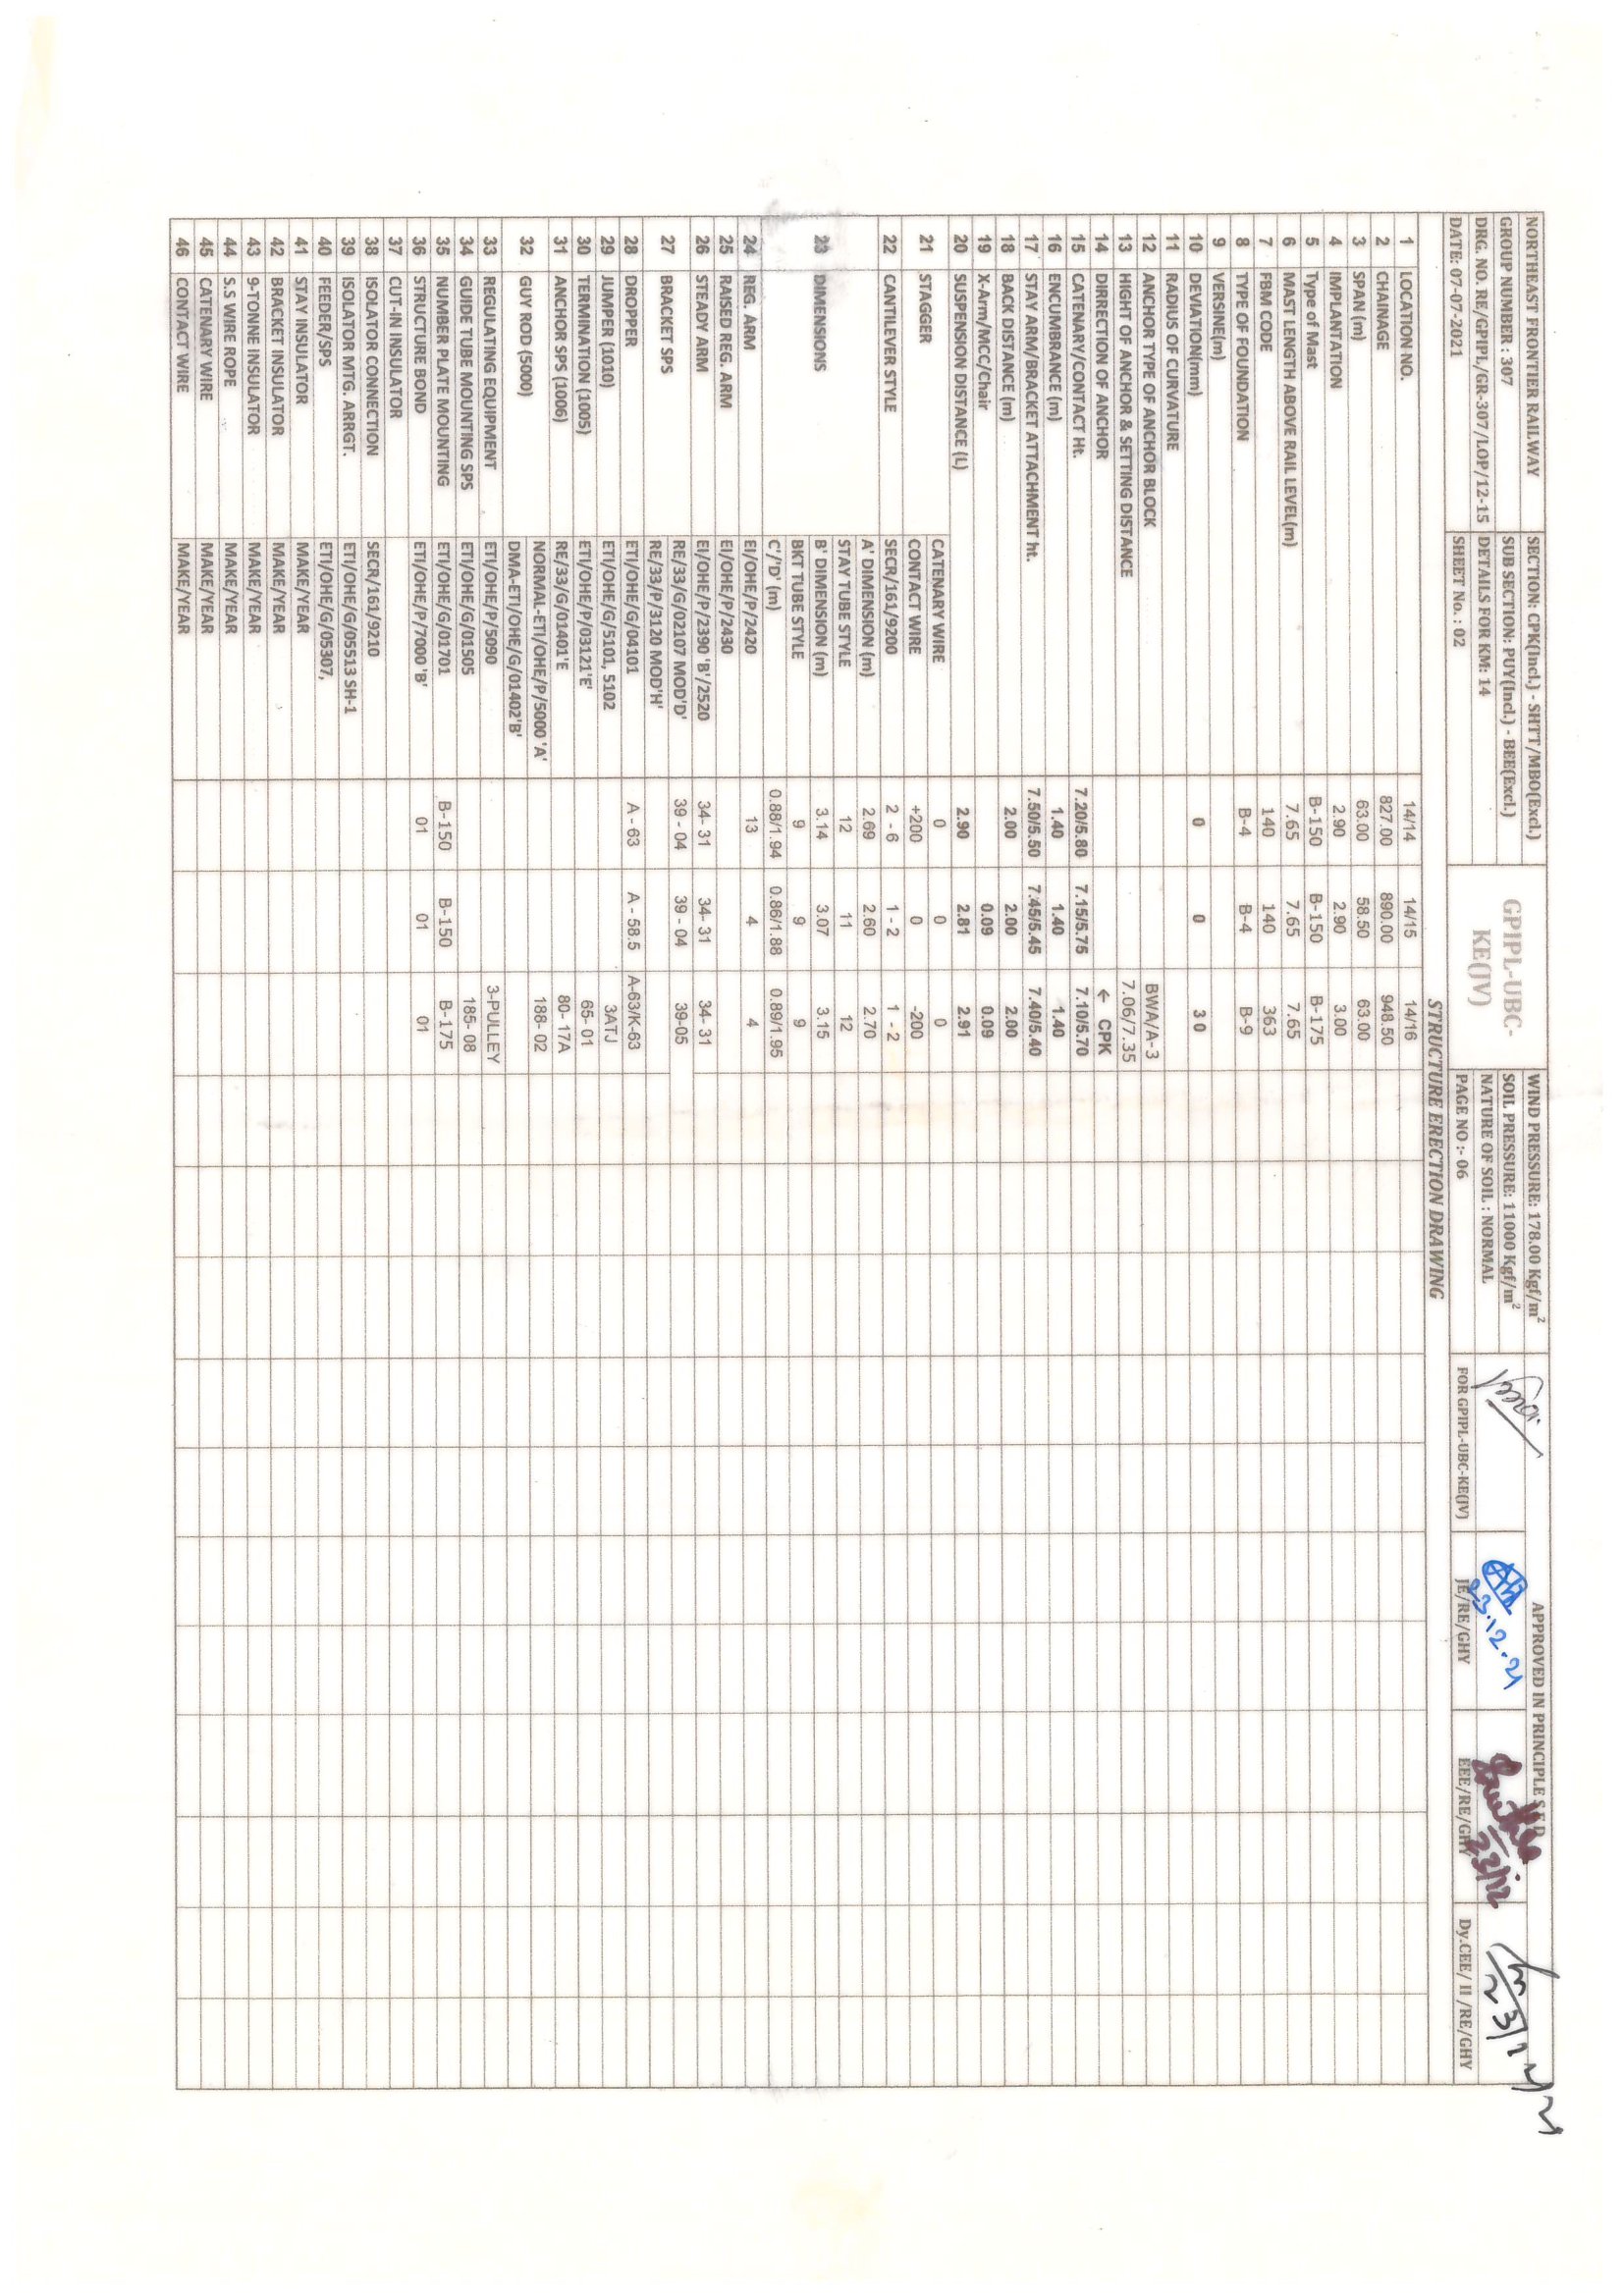 NORTHEAST FRONTIER RAILWAY SECTION: CPK(Incl.) - SHTT/MBO(Excl.) GPIPL-UBC-KE(JV) WIND PRESSURE: 178.00 Kgf/m² APPROVED IN PRINCIPLE S.E.D
GROUP NUMBER : 307 SUB SECTION: PUY(Incl.) - BEE(Excl.) SOIL PRESSURE: 11000 Kgf/m²
DRG. NO. RE/GPIPL/GR-307/LOP/12-15 DETAILS FOR KM: 14 NATURE OF SOIL : NORMAL 23.12.21 23/12
DATE: 07-07-2021 SHEET No. : 02 PAGE NO :- 06 FOR GPIPL-UBC-KE(JV) JE/RE/GHY EEE/RE/GHY Dy.CEE/ II /RE/GHY
STRUCTURE ERECTION DRAWING
1 LOCATION NO. 14/14 14/15 14/16
2 CHAINAGE 827.00 890.00 948.50
3 SPAN (m) 63.00 58.50 63.00
4 IMPLANTATION 2.90 2.90 3.00
5 Type of Mast B-150 B-150 B-175
6 MAST LENGTH ABOVE RAIL LEVEL(m) 7.65 7.65 7.65
7 FBM CODE 140 140 363
8 TYPE OF FOUNDATION B-4 B-4 B-9
9 VERSINE(m)
10 DEVIATION(mm) 0 0 30
11 RADIUS OF CURVATURE
12 ANCHOR TYPE OF ANCHOR BLOCK BWA/A-3
13 HIGHT OF ANCHOR & SETTING DISTANCE 7.06/7.35
14 DIRRECTION OF ANCHOR ← CPK
15 CATENARY/CONTACT Ht. 7.20/5.80 7.15/5.75 7.10/5.70
16 ENCUMBRANCE (m) 1.40 1.40 1.40
17 STAY ARM/BRACKET ATTACHMENT ht. 7.50/5.50 7.45/5.45 7.40/5.40
18 BACK DISTANCE (m) 2.00 2.00 2.00
19 X-Arm/MCC/Chair 0.09 0.09
20 SUSPENSION DISTANCE (L) 2.90 2.81 2.91
21 STAGGER CATENARY WIRE 0 0 0
CONTACT WIRE +200 0 -200
22 CANTILEVER STYLE SECR/161/9200 2 - 6 1 - 2 1 - 2
23 DIMENSIONS A' DIMENSION (m) 2.69 2.60 2.70
STAY TUBE STYLE 12 11 12
B' DIMENSION (m) 3.14 3.07 3.15
BKT TUBE STYLE 9 9 9
C'/'D' (m) 0.88/1.94 0.86/1.88 0.89/1.95
24 REG. ARM EI/OHE/P/2420 13 4 4
25 RAISED REG. ARM EI/OHE/P/2430
26 STEADY ARM EI/OHE/P/2390 'B'/2520 34- 31 34- 31 34- 31
27 BRACKET SPS RE/33/G/02107 MOD'D' 39 - 04 39 - 04 39-05
RE/33/P/3120 MOD'H'
28 DROPPER ETI/OHE/G/04101 A - 63 A - 58.5 A-63/K-63
29 JUMPER (1010) ETI/OHE/G/5101, 5102 3ATJ
30 TERMINATION (1005) ETI/OHE/P/03121'E' 65- 01
31 ANCHOR SPS (1006) RE/33/G/01401'E 80- 17A
32 GUY ROD (5000) NORMAL-ETI/OHE/P/5000 'A' 188- 02
DMA-ETI/OHE/G/01402'B'
33 REGULATING EQUIPMENT ETI/OHE/P/5090 3-PULLEY
34 GUIDE TUBE MOUNTING SPS ETI/OHE/G/01505 185- 08
35 NUMBER PLATE MOUNTING ETI/OHE/G/01701 B-150 B-150 B-175
36 STRUCTURE BOND ETI/OHE/P/7000 'B' 01 01 01
37 CUT-IN INSULATOR
38 ISOLATOR CONNECTION SECR/161/9210
39 ISOLATOR MTG. ARRGT. ETI/OHE/G/05513 SH-1
40 FEEDER/SPS ETI/OHE/G/05307,
41 STAY INSULATOR MAKE/YEAR
42 BRACKET INSULATOR MAKE/YEAR
43 9-TONNE INSULATOR MAKE/YEAR
44 S.S WIRE ROPE MAKE/YEAR
45 CATENARY WIRE MAKE/YEAR
46 CONTACT WIRE MAKE/YEAR